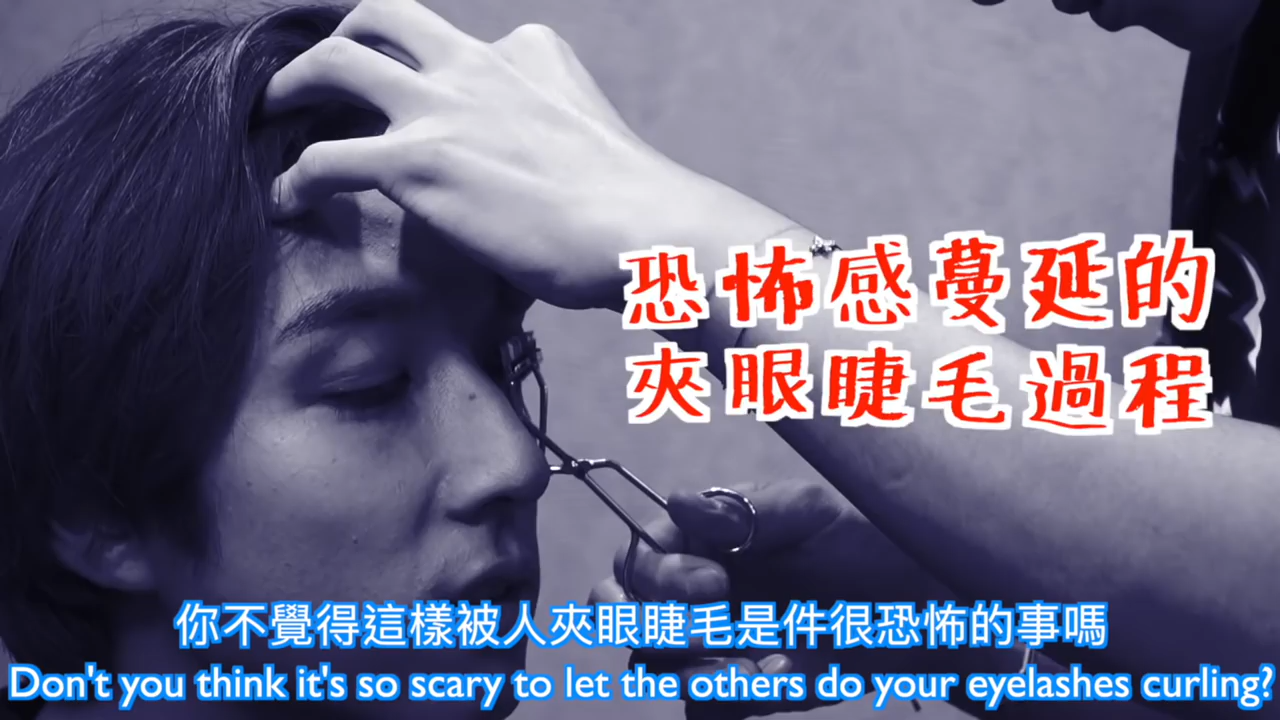 恐怖感蔓延的
夾眼睫毛過程
你不覺得這樣被人夾眼睫毛是件很恐怖的事嗎
Don't you think it's so scary to let the others do your eyelashes curling?